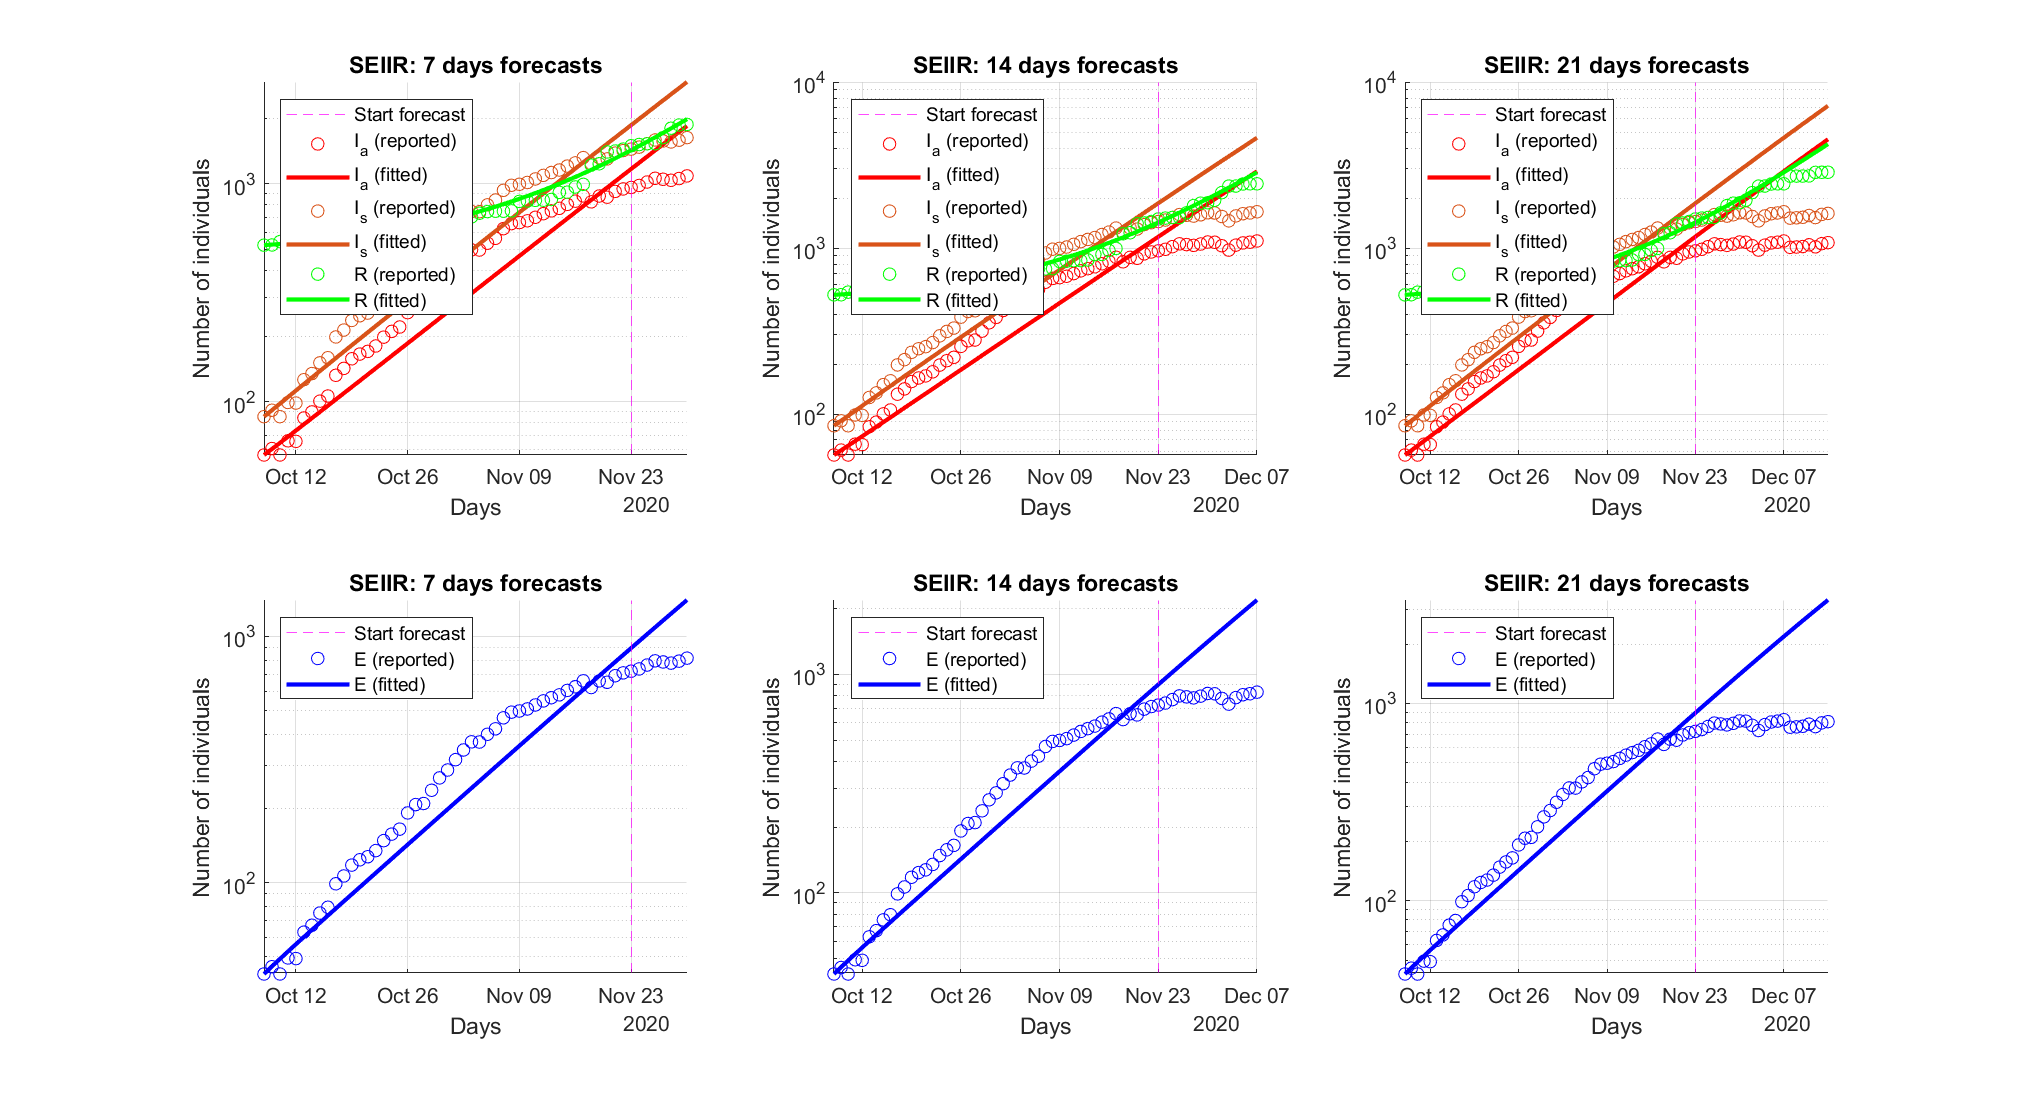 SEIIR: 7 days forecasts
Number of individuals
10^3
10^2
Start forecast
I_a (reported)
I_a (fitted)
I_s (reported)
I_s (fitted)
R (reported)
R (fitted)
Oct 12 Oct 26 Nov 09 Nov 23
2020
Days
SEIIR: 14 days forecasts
Number of individuals
10^4
10^3
10^2
Start forecast
I_a (reported)
I_a (fitted)
I_s (reported)
I_s (fitted)
R (reported)
R (fitted)
Oct 12 Oct 26 Nov 09 Nov 23 Dec 07
2020
Days
SEIIR: 21 days forecasts
Number of individuals
10^4
10^3
10^2
Start forecast
I_a (reported)
I_a (fitted)
I_s (reported)
I_s (fitted)
R (reported)
R (fitted)
Oct 12 Oct 26 Nov 09 Nov 23 Dec 07
2020
Days
SEIIR: 7 days forecasts
Number of individuals
10^3
10^2
Start forecast
E (reported)
E (fitted)
Oct 12 Oct 26 Nov 09 Nov 23
2020
Days
SEIIR: 14 days forecasts
Number of individuals
10^3
10^2
Start forecast
E (reported)
E (fitted)
Oct 12 Oct 26 Nov 09 Nov 23 Dec 07
2020
Days
SEIIR: 21 days forecasts
Number of individuals
10^3
10^2
Start forecast
E (reported)
E (fitted)
Oct 12 Oct 26 Nov 09 Nov 23 Dec 07
2020
Days